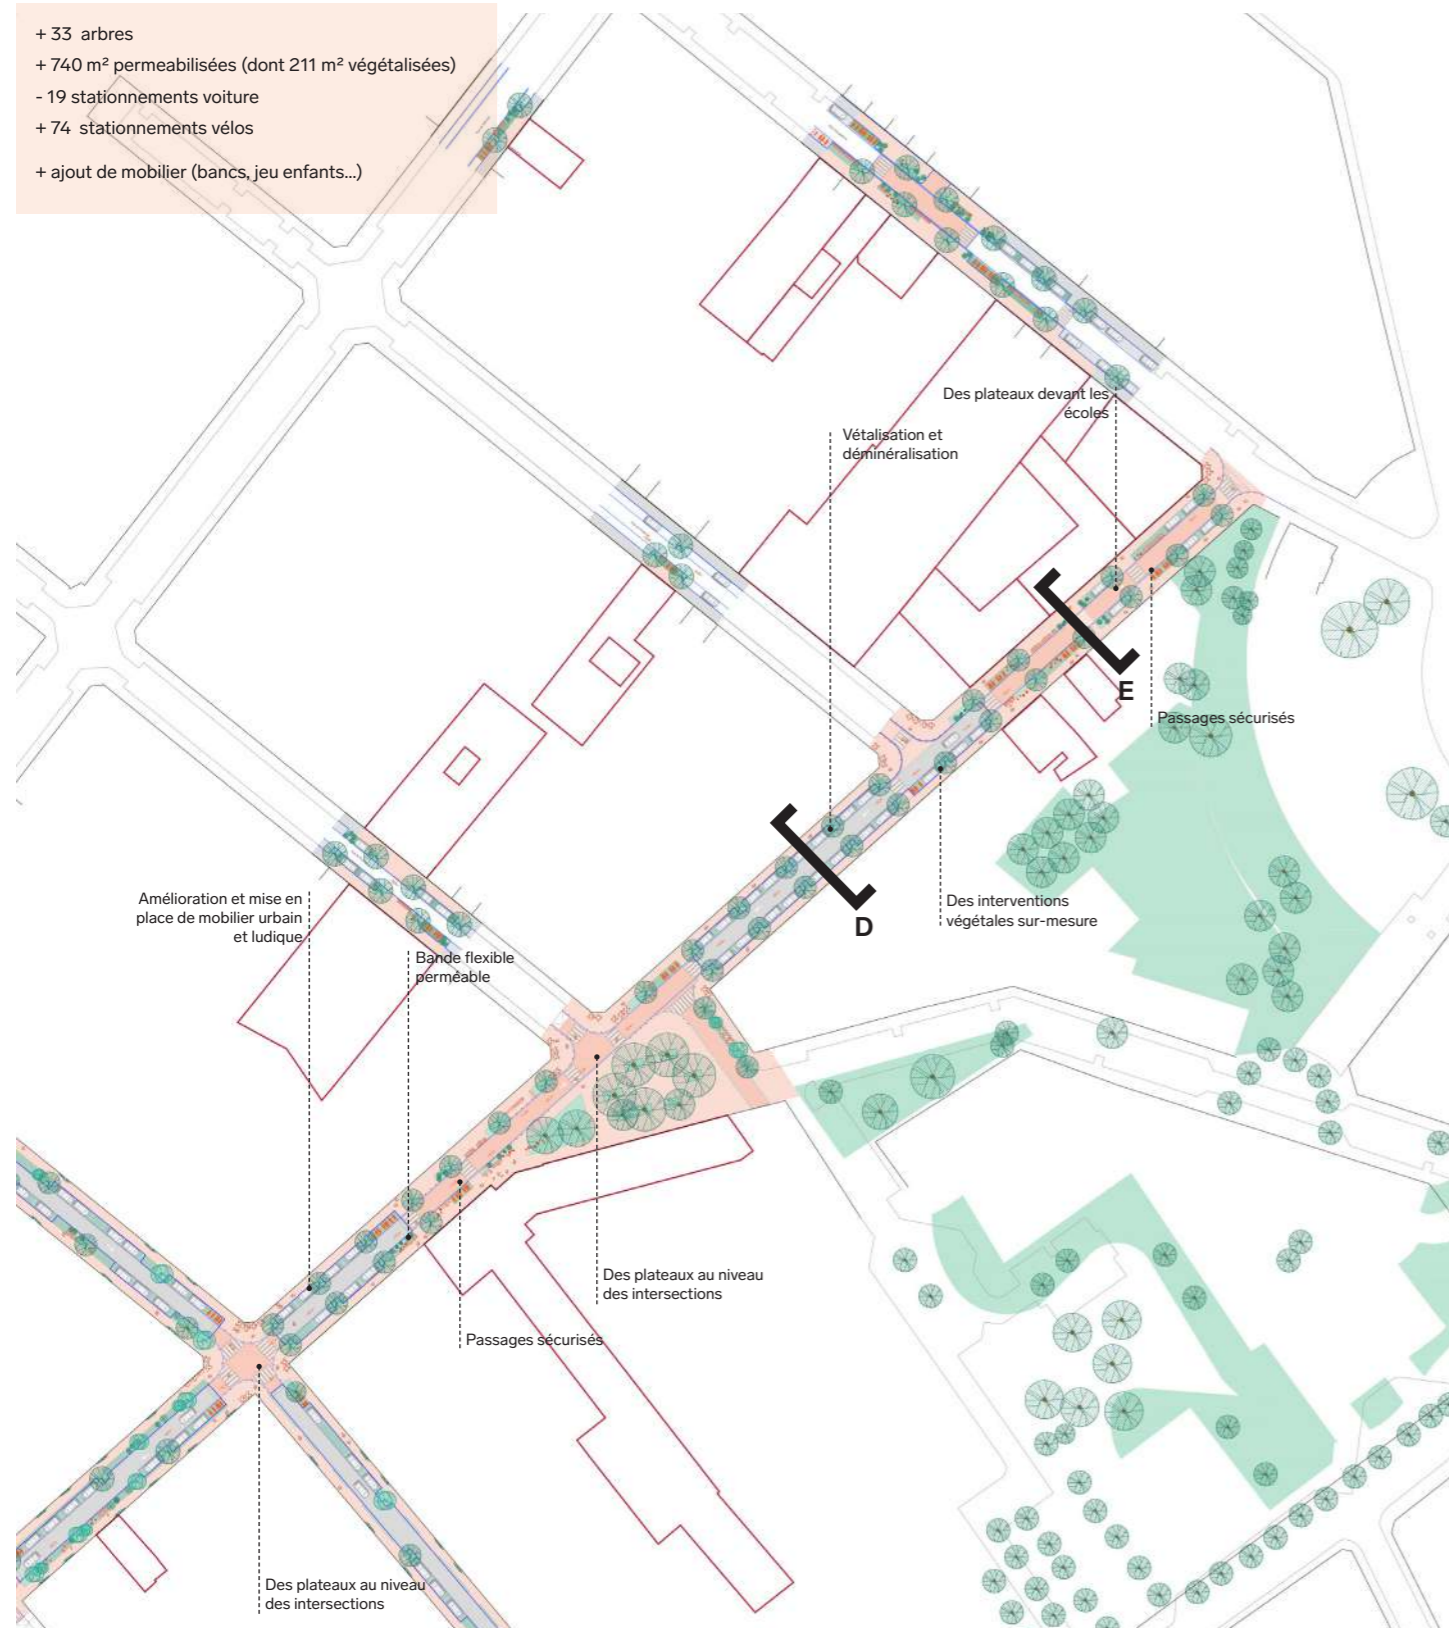 + 33 arbres
+ 740 m² permeabilisées (dont 211 m² végétalisées)
- 19 stationnements voiture
+ 74 stationnements vélos
+ ajout de mobilier (bancs, jeu enfants...)
Des plateaux devant les
écoles
Vétalisation et
déminéralisation
E
Passages sécurisés
Amélioration et mise en
place de mobilier urbain
et ludique
Bande flexible
perméable
D
Des interventions
végétales sur-mesure
Des plateaux au niveau
des intersections
Passages sécurisés
Des plateaux au niveau
des intersections